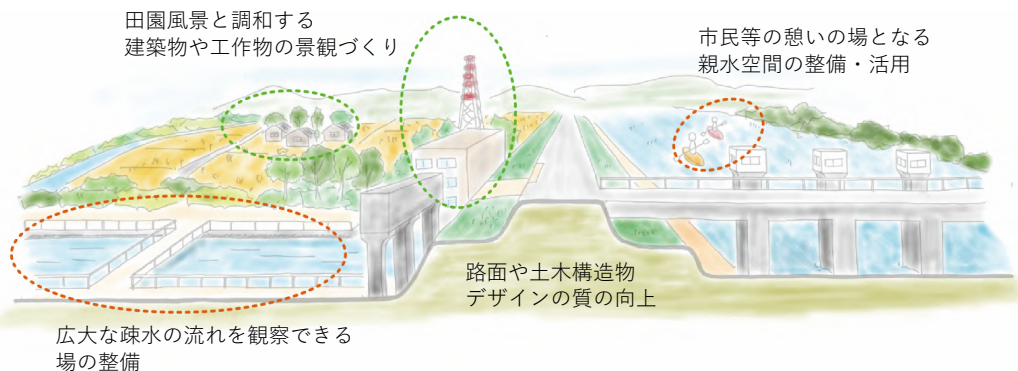 田園風景と調和する
建築物や工作物の景観づくり
市民等の憩いの場となる
親水空間の整備・活用
路面や土木構造物
デザインの質の向上
広大な疎水の流れを観察できる
場の整備